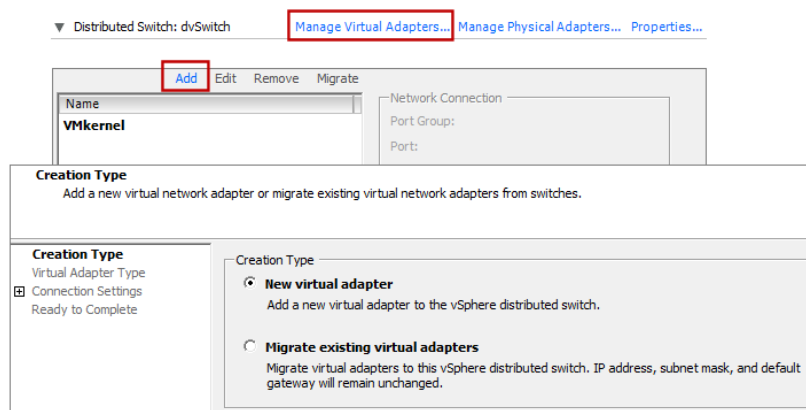 Distributed Switch: dvSwitch Manage Virtual Adapters... Manage Physical Adapters... Properties...
Add Edit Remove Migrate
Name
VMkernel
Network Connection
Port Group:
Port:
Creation Type
Add a new virtual network adapter or migrate existing virtual network adapters from switches.
Creation Type
Virtual Adapter Type
Connection Settings
Ready to Complete
Creation Type
New virtual adapter
Add a new virtual adapter to the vSphere distributed switch.
Migrate existing virtual adapters
Migrate virtual adapters to this vSphere distributed switch. IP address, subnet mask, and default
gateway will remain unchanged.